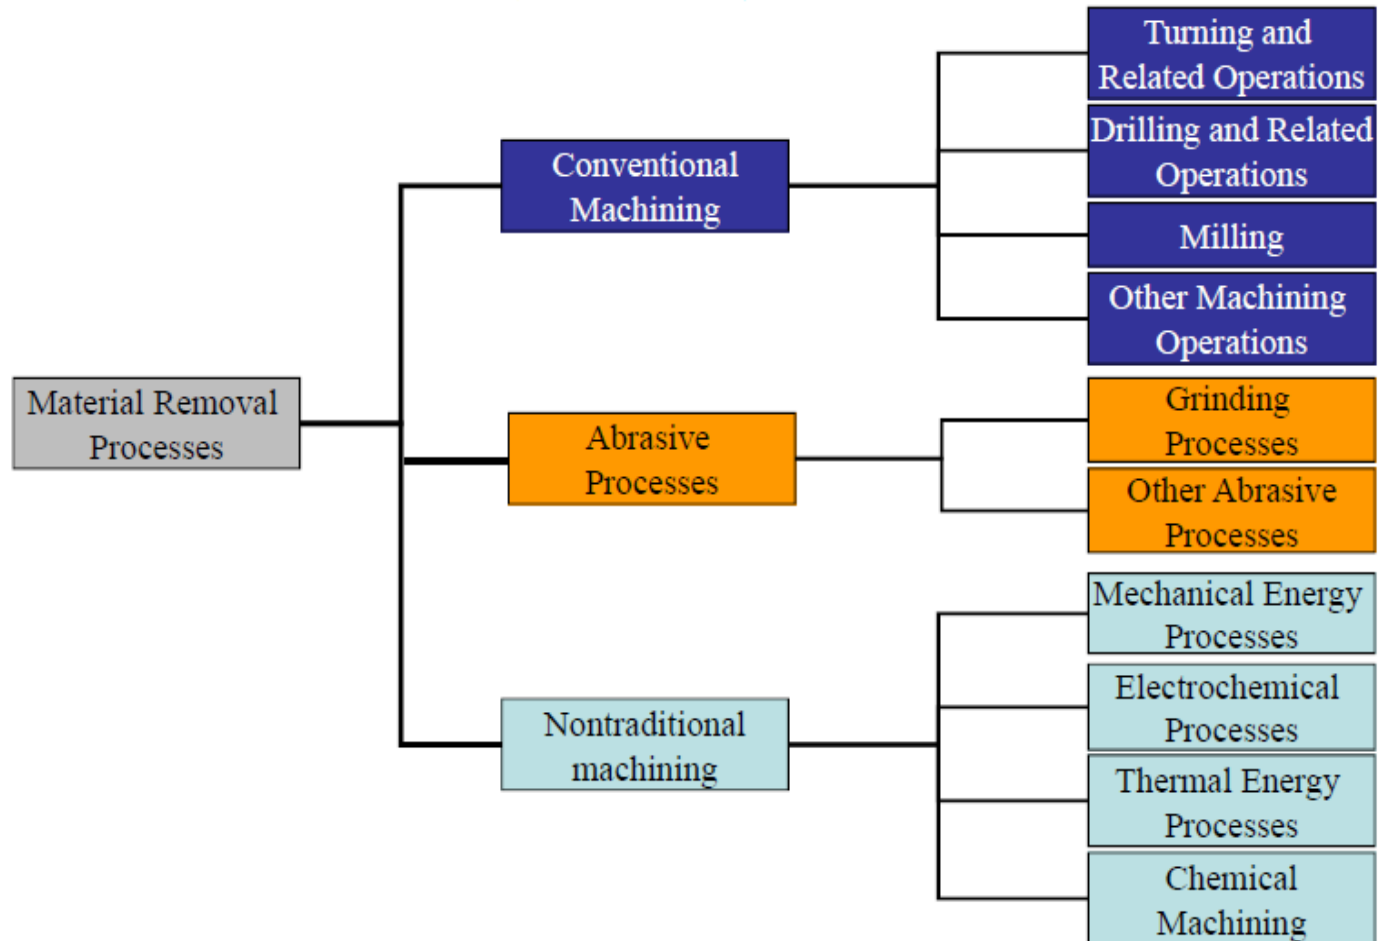 Material Removal
Processes
Conventional
Machining
Turning and
Related Operations
Drilling and Related
Operations
Milling
Other Machining
Operations
Abrasive
Processes
Grinding
Processes
Other Abrasive
Processes
Nontraditional
machining
Mechanical Energy
Processes
Electrochemical
Processes
Thermal Energy
Processes
Chemical
Machining